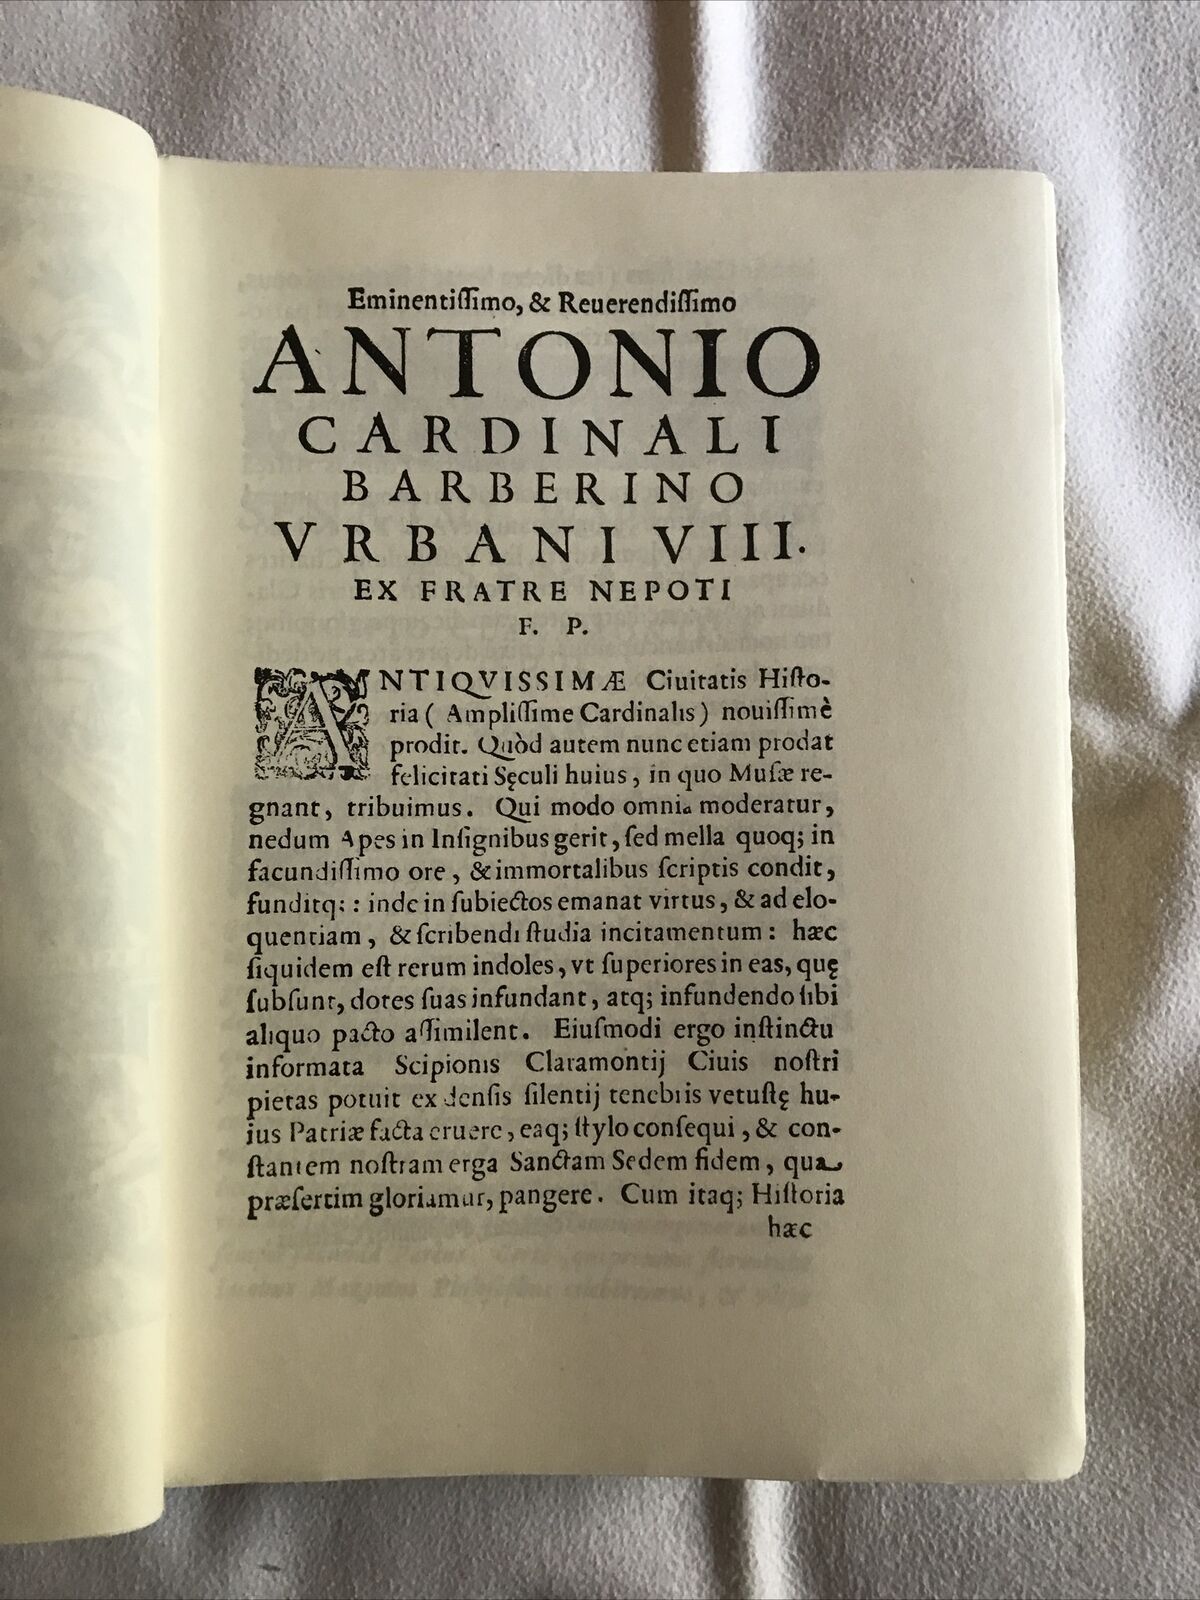 Eminentiſſimo, & Reuerendiſſimo
ANTONIO
CARDINALI
BARBERINO
VRBANI VIII.
EX FRATRE NEPOTI
F. P.
ANTIQVISSIMÆ Ciuitatis Hiſto-
ria ( Ampliſſime Cardinalis) nouiſſimè
prodit. Quòd autem nunc etiam prodat
felicitati Sęculi huius, in quo Muſæ re-
gnant, tribuimus. Qui modo omnia moderatur,
nedum Apes in Inſignibus gerit, ſed mella quoq; in
facundiſſimo ore, & immortalibus ſcriptis condit,
funditq; : inde in ſubiectos emanat virtus, & ad elo-
quentiam, & ſcribendi ſtudia incitamentum: hæc
ſiquidem eſt rerum indoles, vt ſuperiores in eas, quę
ſubſunt, dotes ſuas infundant, atq; infundendo ſibi
aliquo pacto aſſimilent. Eiuſmodi ergo inſtinctu
informata Scipionis Claramontij Ciuis noſtri
pietas potuit ex denſis ſilentij tenebris vetuſtę hu-
ius Patriæ facta eruere, eaq; ſtylo conſequi, & con-
ſtantem noſtram erga Sanctam Sedem fidem, qua
præſertim gloriamur, pangere. Cum itaq; Hiſtoria
hæc